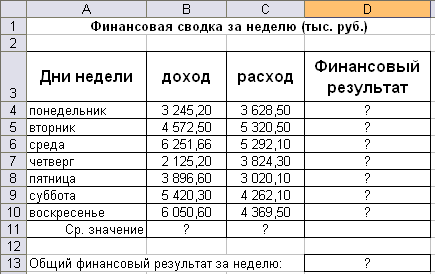 A B C D
1 Финансовая сводка за неделю (тыс. руб.)
2
3 Дни недели доход расход Финансовый результат
4 понедельник 3 245,20 3 628,50 ?
5 вторник 4 572,50 5 320,50 ?
6 среда 6 251,66 5 292,10 ?
7 четверг 2 125,20 3 824,30 ?
8 пятница 3 896,60 3 020,10 ?
9 суббота 5 420,30 4 262,10 ?
10 воскресенье 6 050,60 4 369,50 ?
11 Ср. значение ? ?
12
13 Общий финансовый результат за неделю: ?